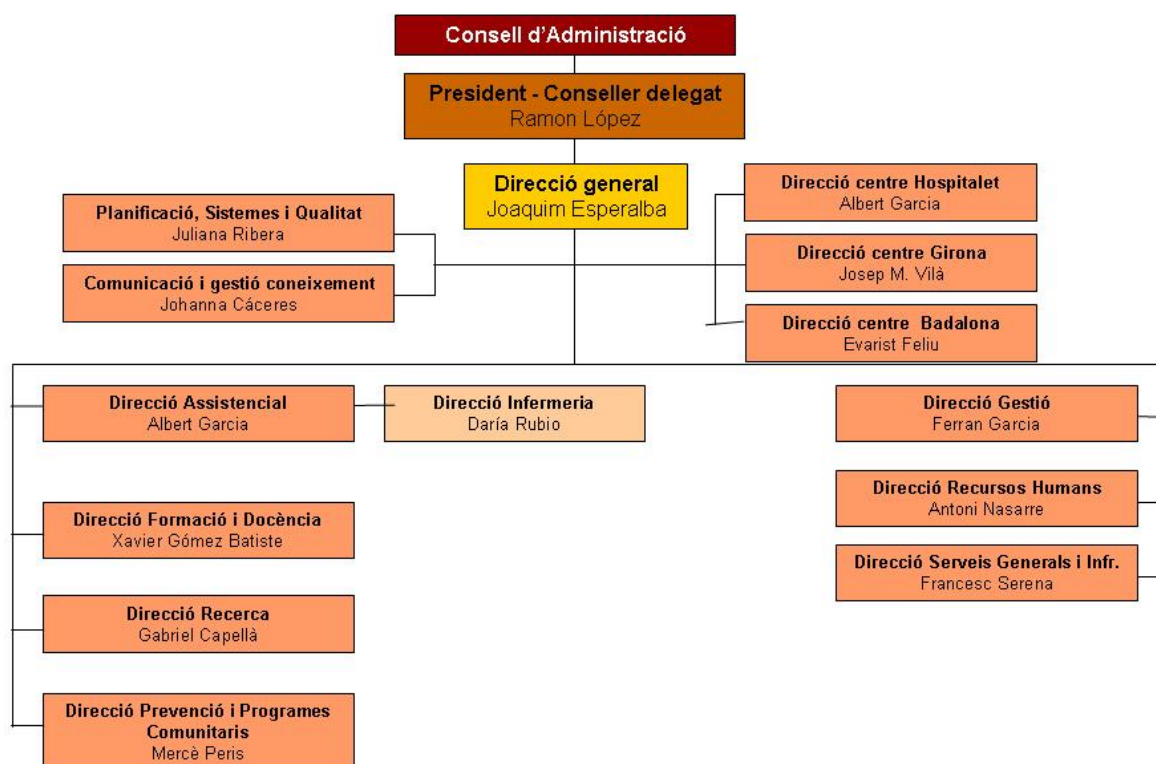 Consell d'Administració
President - Conseller delegat
Ramon López
Direcció general
Joaquim Esperalba
Planificació, Sistemes i Qualitat
Juliana Ribera
Comunicació i gestió coneixement
Johanna Cáceres
Direcció centre Hospitalet
Albert Garcia
Direcció centre Girona
Josep M. Vilà
Direcció centre Badalona
Evarist Feliu
Direcció Assistencial
Albert Garcia
Direcció Infermeria
Daría Rubio
Direcció Formació i Docència
Xavier Gómez Batiste
Direcció Recerca
Gabriel Capellà
Direcció Prevenció i Programes
Comunitaris
Mercè Peris
Direcció Gestió
Ferran Garcia
Direcció Recursos Humans
Antoni Nasarre
Direcció Serveis Generals i Infr.
Francesc Serena